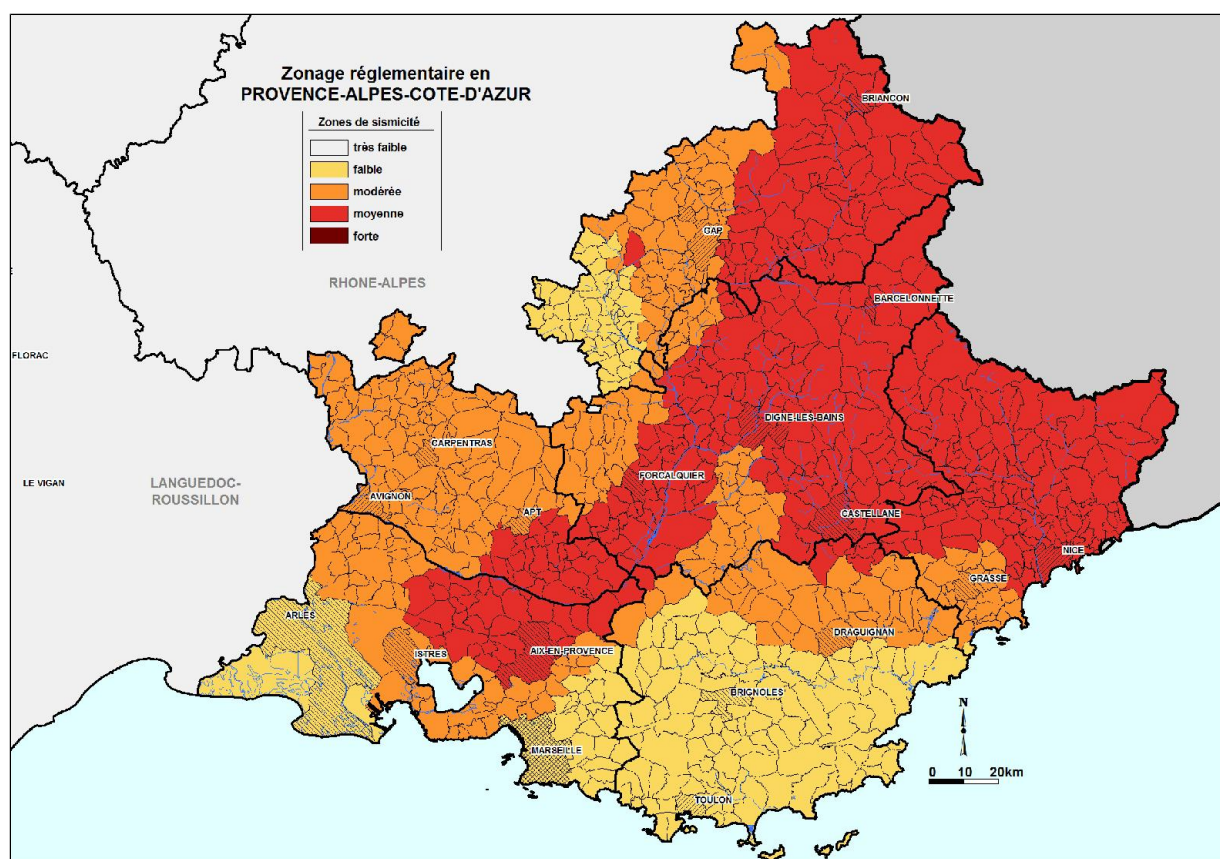 Zonage réglementaire en
PROVENCE-ALPES-COTE-D'AZUR
Zones de sismicité
très faible
faible
modérée
moyenne
forte
BRIANCON
GAP
RHONE-ALPES
BARCELONNETTE
FLORAC
DIGNE-LES-BAINS
CARPENTRAS
FORCALQUIER
LE VIGAN
LANGUEDOC-
ROUSSILLON
AVIGNON
APT
CASTELLANE
NICE
GRASSE
ARLES
DRAGUIGNAN
ISTRES
AIX-EN-PROVENCE
BRIGNOLES
N
MARSEILLE
0 10 20km
TOULON